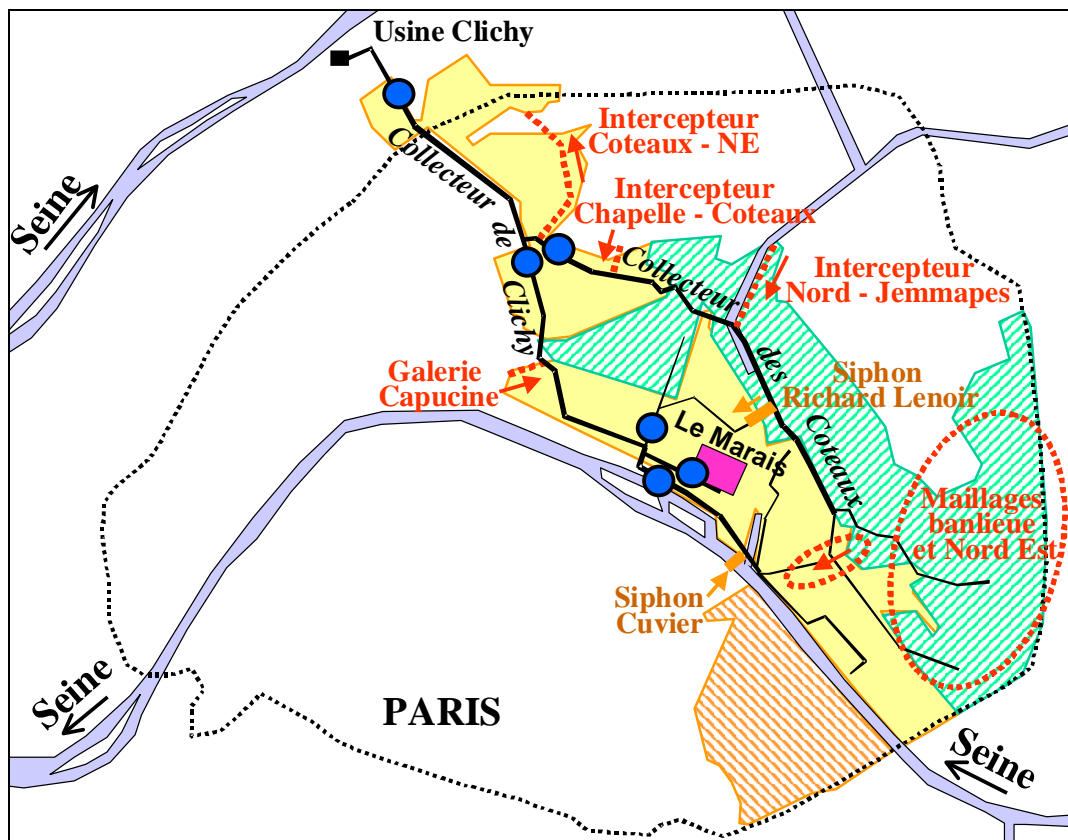 Usine Clichy
Intercepteur
Coteaux - NE
Collecteur de Clichy
Seine
Intercepteur
Chapelle - Coteaux
Collecteur des Coteaux
Intercepteur
Nord - Jemmapes
Galerie
Capucine
Siphon
Richard Lenoir
Le Marais
Maillages
banlieue
et Nord Est
Siphon
Cuvier
Seine
PARIS
Seine